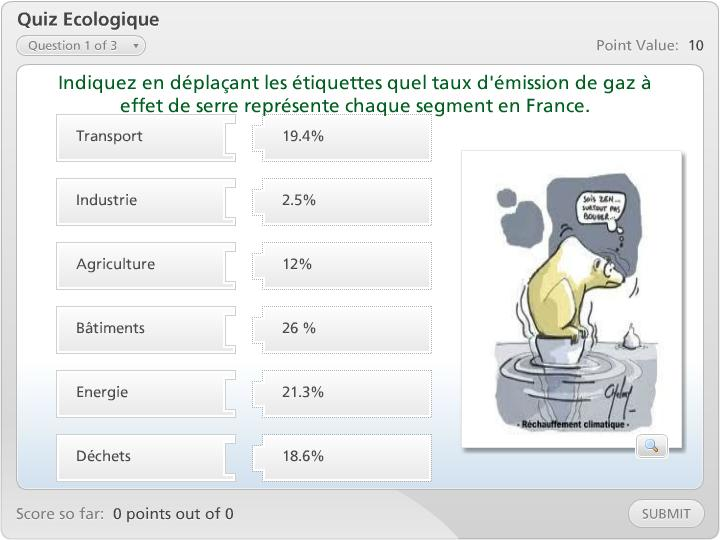 Quiz Ecologique
Question 1 of 3
Point Value: 10
Indiquez en déplaçant les étiquettes quel taux d'émission de gaz à
effet de serre représente chaque segment en France.
Transport 19.4%
Industrie 2.5%
Agriculture 12%
Bâtiments 26 %
Energie 21.3%
Déchets 18.6%
SOIS ZEN...
SURTOUT PAS
BOUGER...
- Réchauffement climatique -
Score so far: 0 points out of 0
SUBMIT